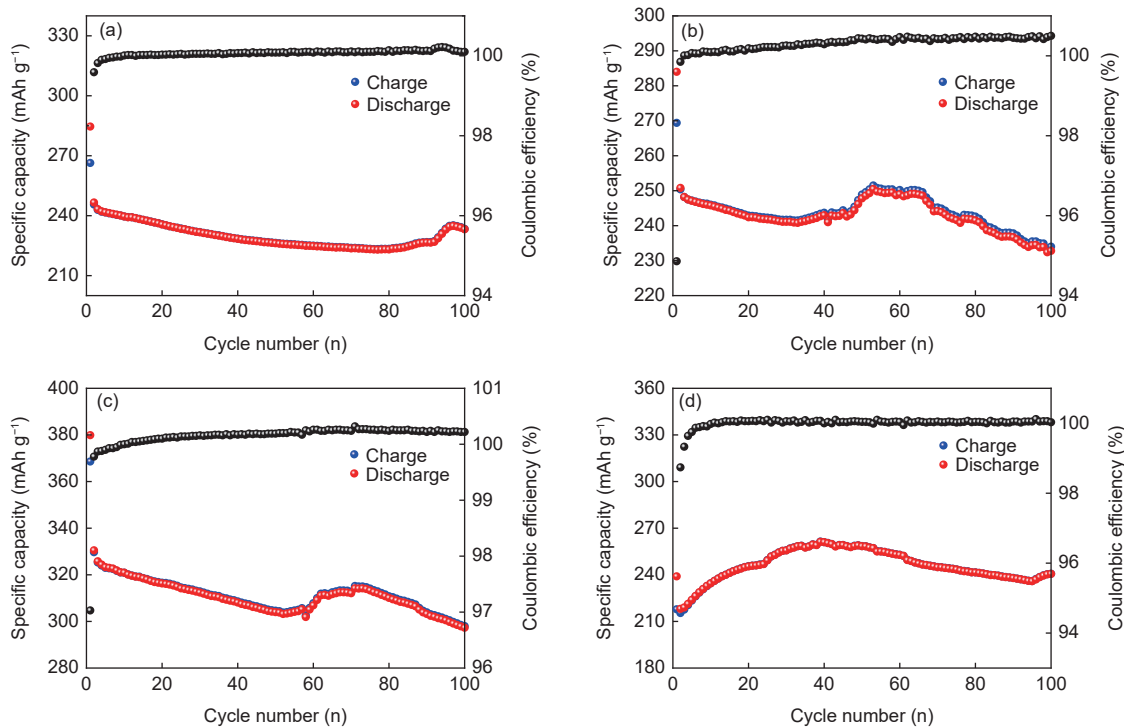 (a)
Charge
Discharge
Specific capacity (mAh g⁻¹)
330
300
270
240
210
Coulombic efficiency (%)
100
98
96
94
0 20 40 60 80 100
Cycle number (n)
(b)
Charge
Discharge
Specific capacity (mAh g⁻¹)
300
290
280
270
260
250
240
230
220
Coulombic efficiency (%)
100
98
96
94
0 20 40 60 80 100
Cycle number (n)
(c)
Charge
Discharge
Specific capacity (mAh g⁻¹)
400
380
360
340
320
300
280
Coulombic efficiency (%)
101
100
99
98
97
96
0 20 40 60 80 100
Cycle number (n)
(d)
Charge
Discharge
Specific capacity (mAh g⁻¹)
360
330
300
270
240
210
180
Coulombic efficiency (%)
100
98
96
94
0 20 40 60 80 100
Cycle number (n)